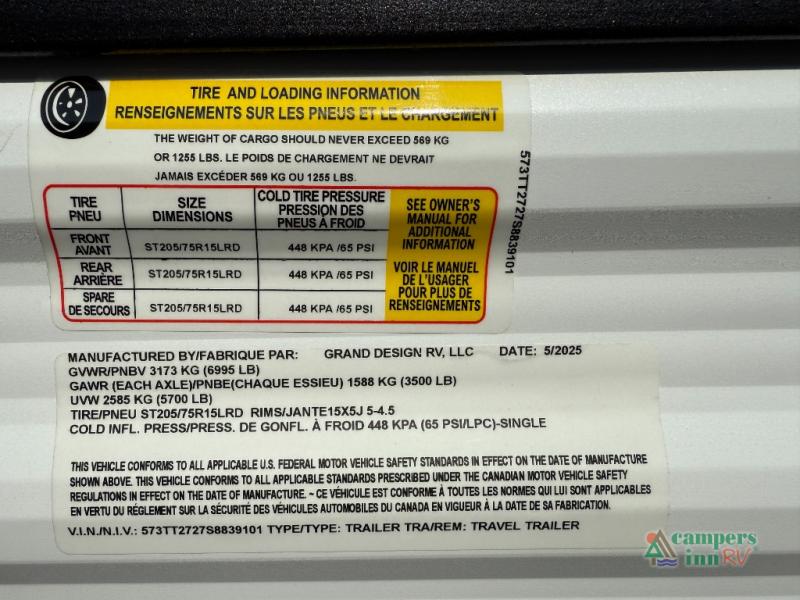 TIRE AND LOADING INFORMATION
RENSEIGNEMENTS SUR LES PNEUS ET LE CHARGEMENT
THE WEIGHT OF CARGO SHOULD NEVER EXCEED 569 KG
OR 1255 LBS. LE POIDS DE CHARGEMENT NE DEVRAIT
JAMAIS EXCÉDER 569 KG OU 1255 LBS.
TIRE
PNEU
SIZE
DIMENSIONS
COLD TIRE PRESSURE
PRESSION DES
PNEUS À FROID
FRONT
AVANT
ST205/75R15LRD
448 KPA /65 PSI
REAR
ARRIÈRE
ST205/75R15LRD
448 KPA /65 PSI
SPARE
DE SECOURS
ST205/75R15LRD
448 KPA /65 PSI
SEE OWNER'S
MANUAL FOR
ADDITIONAL
INFORMATION
VOIR LE MANUEL
DE L'USAGER
POUR PLUS DE
RENSEIGNEMENTS
573TT2727S8839101
MANUFACTURED BY/FABRIQUE PAR: GRAND DESIGN RV, LLC DATE: 5/2025
GVWR/PNBV 3173 KG (6995 LB)
GAWR (EACH AXLE)/PNBE(CHAQUE ESSIEU) 1588 KG (3500 LB)
UVW 2585 KG (5700 LB)
TIRE/PNEU ST205/75R15LRD RIMS/JANTE15X5J 5-4.5
COLD INFL. PRESS/PRESS. DE GONFL. À FROID 448 KPA (65 PSI/LPC)-SINGLE
THIS VEHICLE CONFORMS TO ALL APPLICABLE U.S. FEDERAL MOTOR VEHICLE SAFETY STANDARDS IN EFFECT ON THE DATE OF MANUFACTURE
SHOWN ABOVE. THIS VEHICLE CONFORMS TO ALL APPLICABLE STANDARDS PRESCRIBED UNDER THE CANADIAN MOTOR VEHICLE SAFETY
REGULATIONS IN EFFECT ON THE DATE OF MANUFACTURE. ~ CE VÉHICULE EST CONFORME À TOUTES LES NORMES QUI LUI SONT APPLICABLES
EN VERTU DU RÈGLEMENT SUR LA SÉCURITÉ DES VÉHICULES AUTOMOBILES DU CANADA EN VIGUEUR À LA DATE DE SA FABRICATION.
V.I.N./N.I.V.: 573TT2727S8839101 TYPE/TYPE: TRAILER TRA/REM: TRAVEL TRAILER
campers
inn RV